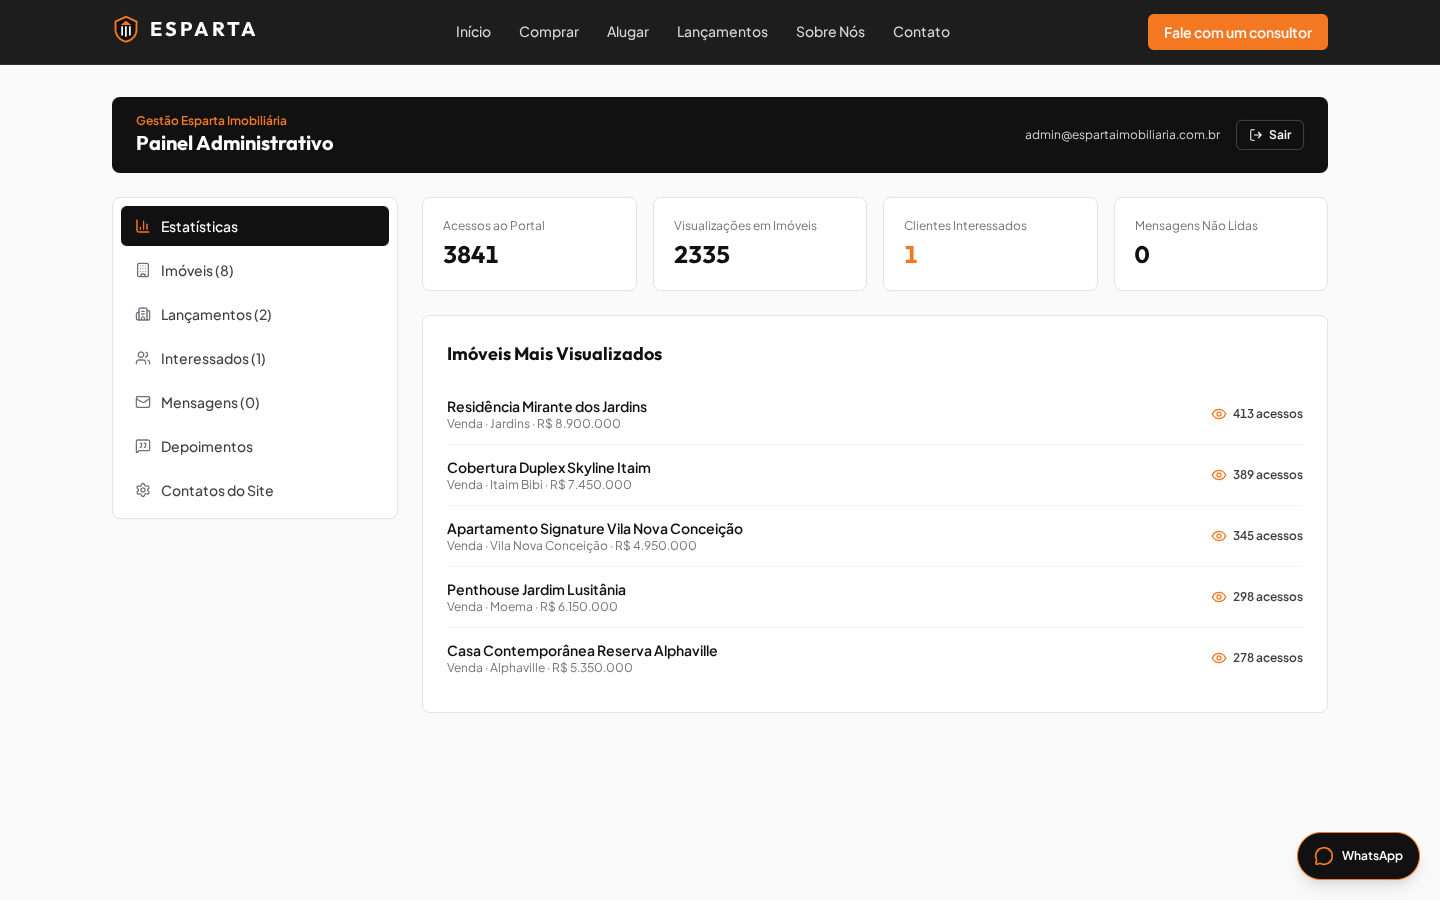 ESPARTA
Início
Comprar
Alugar
Lançamentos
Sobre Nós
Contato
Fale com um consultor
Gestão Esparta Imobiliária
Painel Administrativo
admin@espartaimobiliaria.com.br
Sair
Estatísticas
Imóveis (8)
Lançamentos (2)
Interessados (1)
Mensagens (0)
Depoimentos
Contatos do Site
Acessos ao Portal
3841
Visualizações em Imóveis
2335
Clientes Interessados
1
Mensagens Não Lidas
0
Imóveis Mais Visualizados
Residência Mirante dos Jardins
Venda · Jardins · R$ 8.900.000
413 acessos
Cobertura Duplex Skyline Itaim
Venda · Itaim Bibi · R$ 7.450.000
389 acessos
Apartamento Signature Vila Nova Conceição
Venda · Vila Nova Conceição · R$ 4.950.000
345 acessos
Penthouse Jardim Lusitânia
Venda · Moema · R$ 6.150.000
298 acessos
Casa Contemporânea Reserva Alphaville
Venda · Alphaville · R$ 5.350.000
278 acessos
WhatsApp